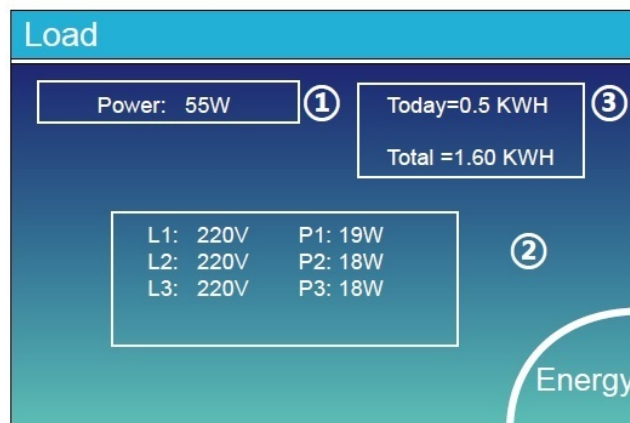 Load
Power: 55W
①
Today=0.5 KWH
Total =1.60 KWH
③
L1: 220V P1: 19W
L2: 220V P2: 18W
L3: 220V P3: 18W
②
Energy